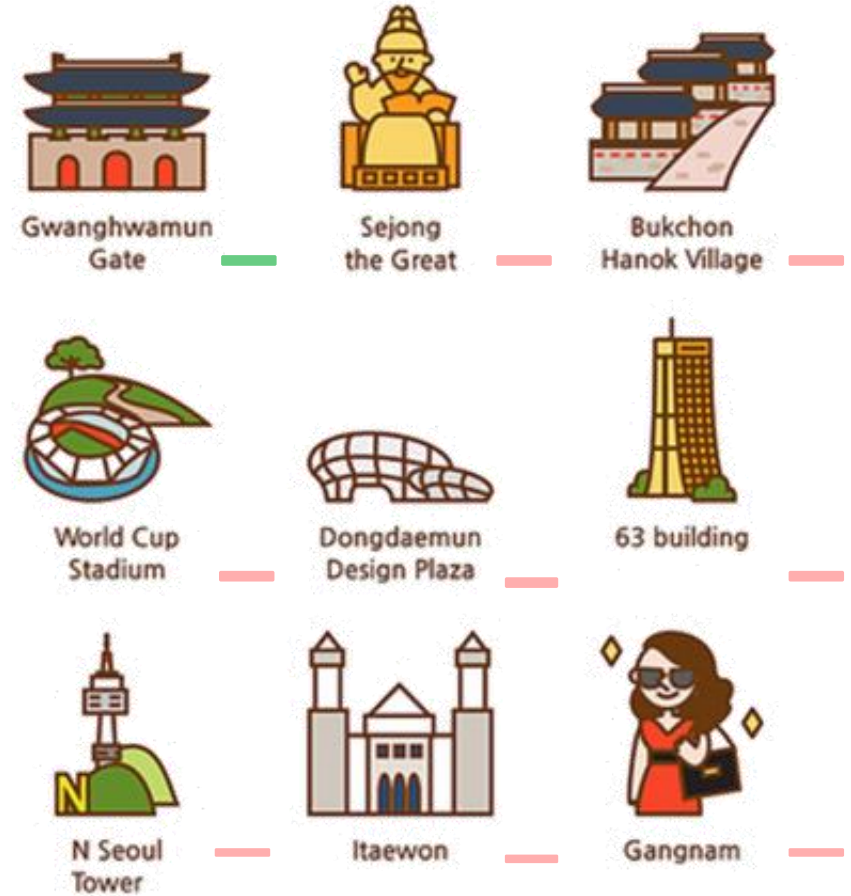 Gwanghwamun
Gate
Sejong
the Great
Bukchon
Hanok Village
World Cup
Stadium
Dongdaemun
Design Plaza
63 building
N
N Seoul
Tower
Itaewon
Gangnam